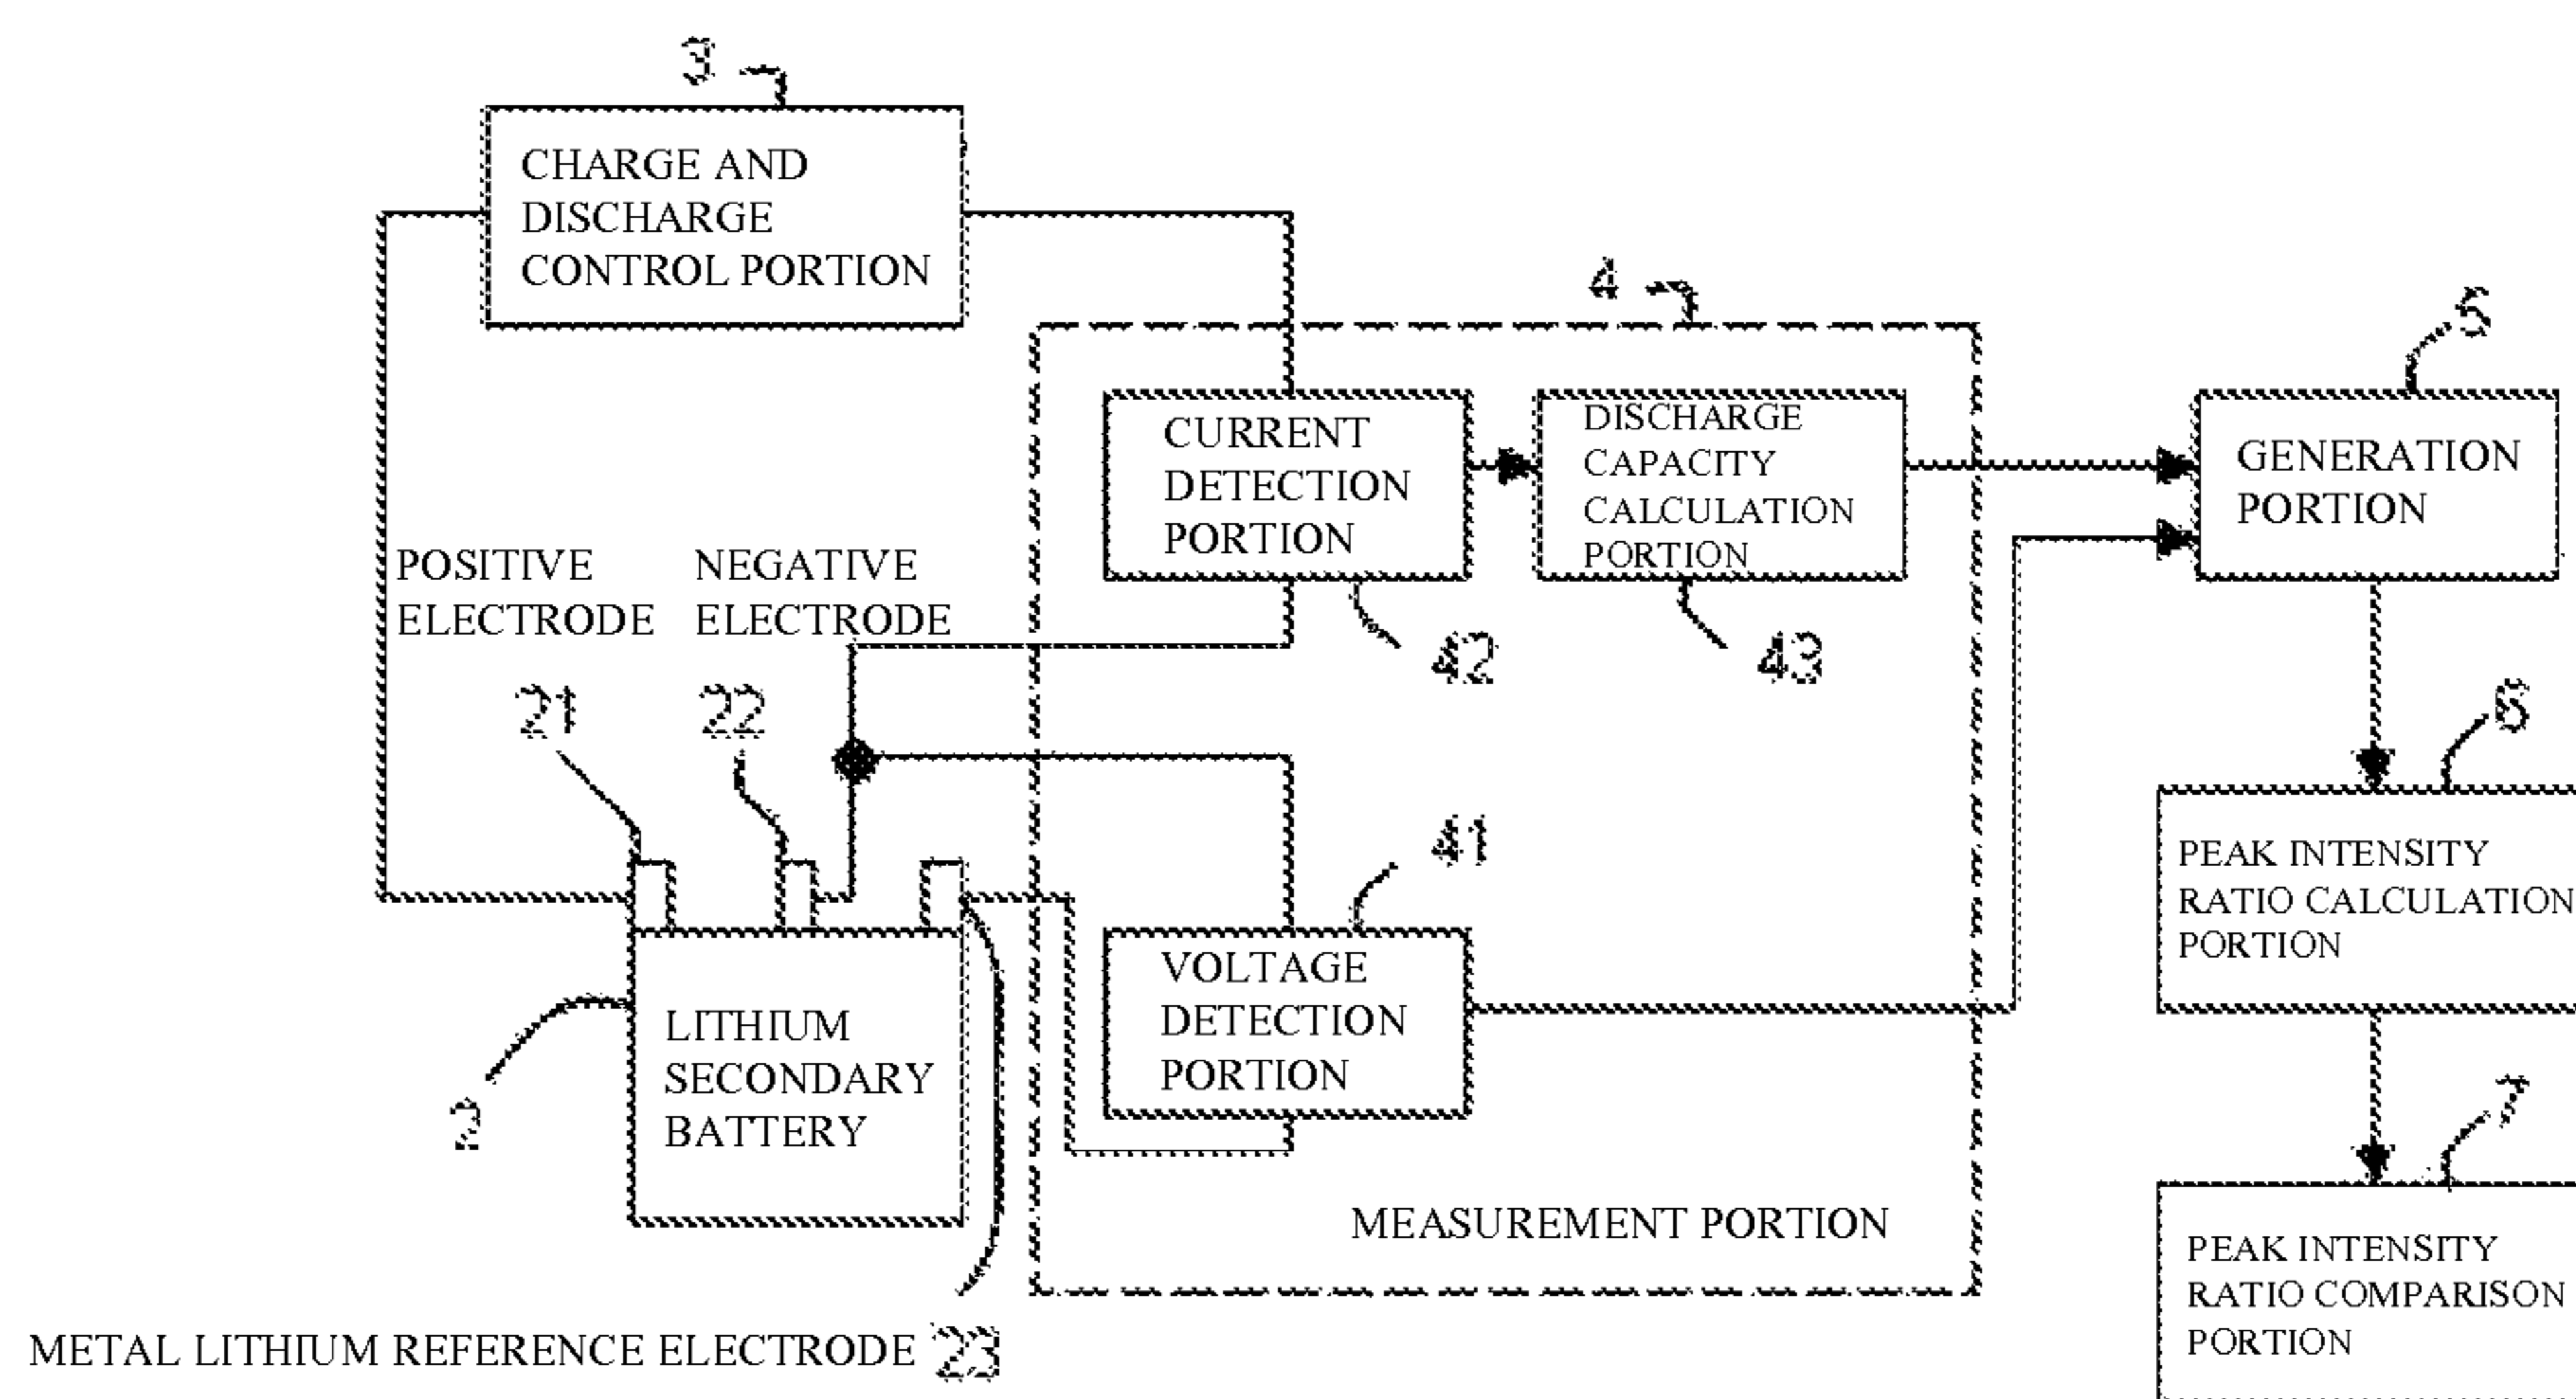 3
CHARGE AND
DISCHARGE
CONTROL PORTION
4
5
CURRENT
DETECTION
PORTION
DISCHARGE
CAPACITY
CALCULATION
PORTION
GENERATION
PORTION
POSITIVE
ELECTRODE
NEGATIVE
ELECTRODE
42
43
21
22
6
41
PEAK INTENSITY
RATIO CALCULATION
PORTION
VOLTAGE
DETECTION
PORTION
2
LITHIUM
SECONDARY
BATTERY
7
MEASUREMENT PORTION
PEAK INTENSITY
RATIO COMPARISON
PORTION
METAL LITHIUM REFERENCE ELECTRODE 23